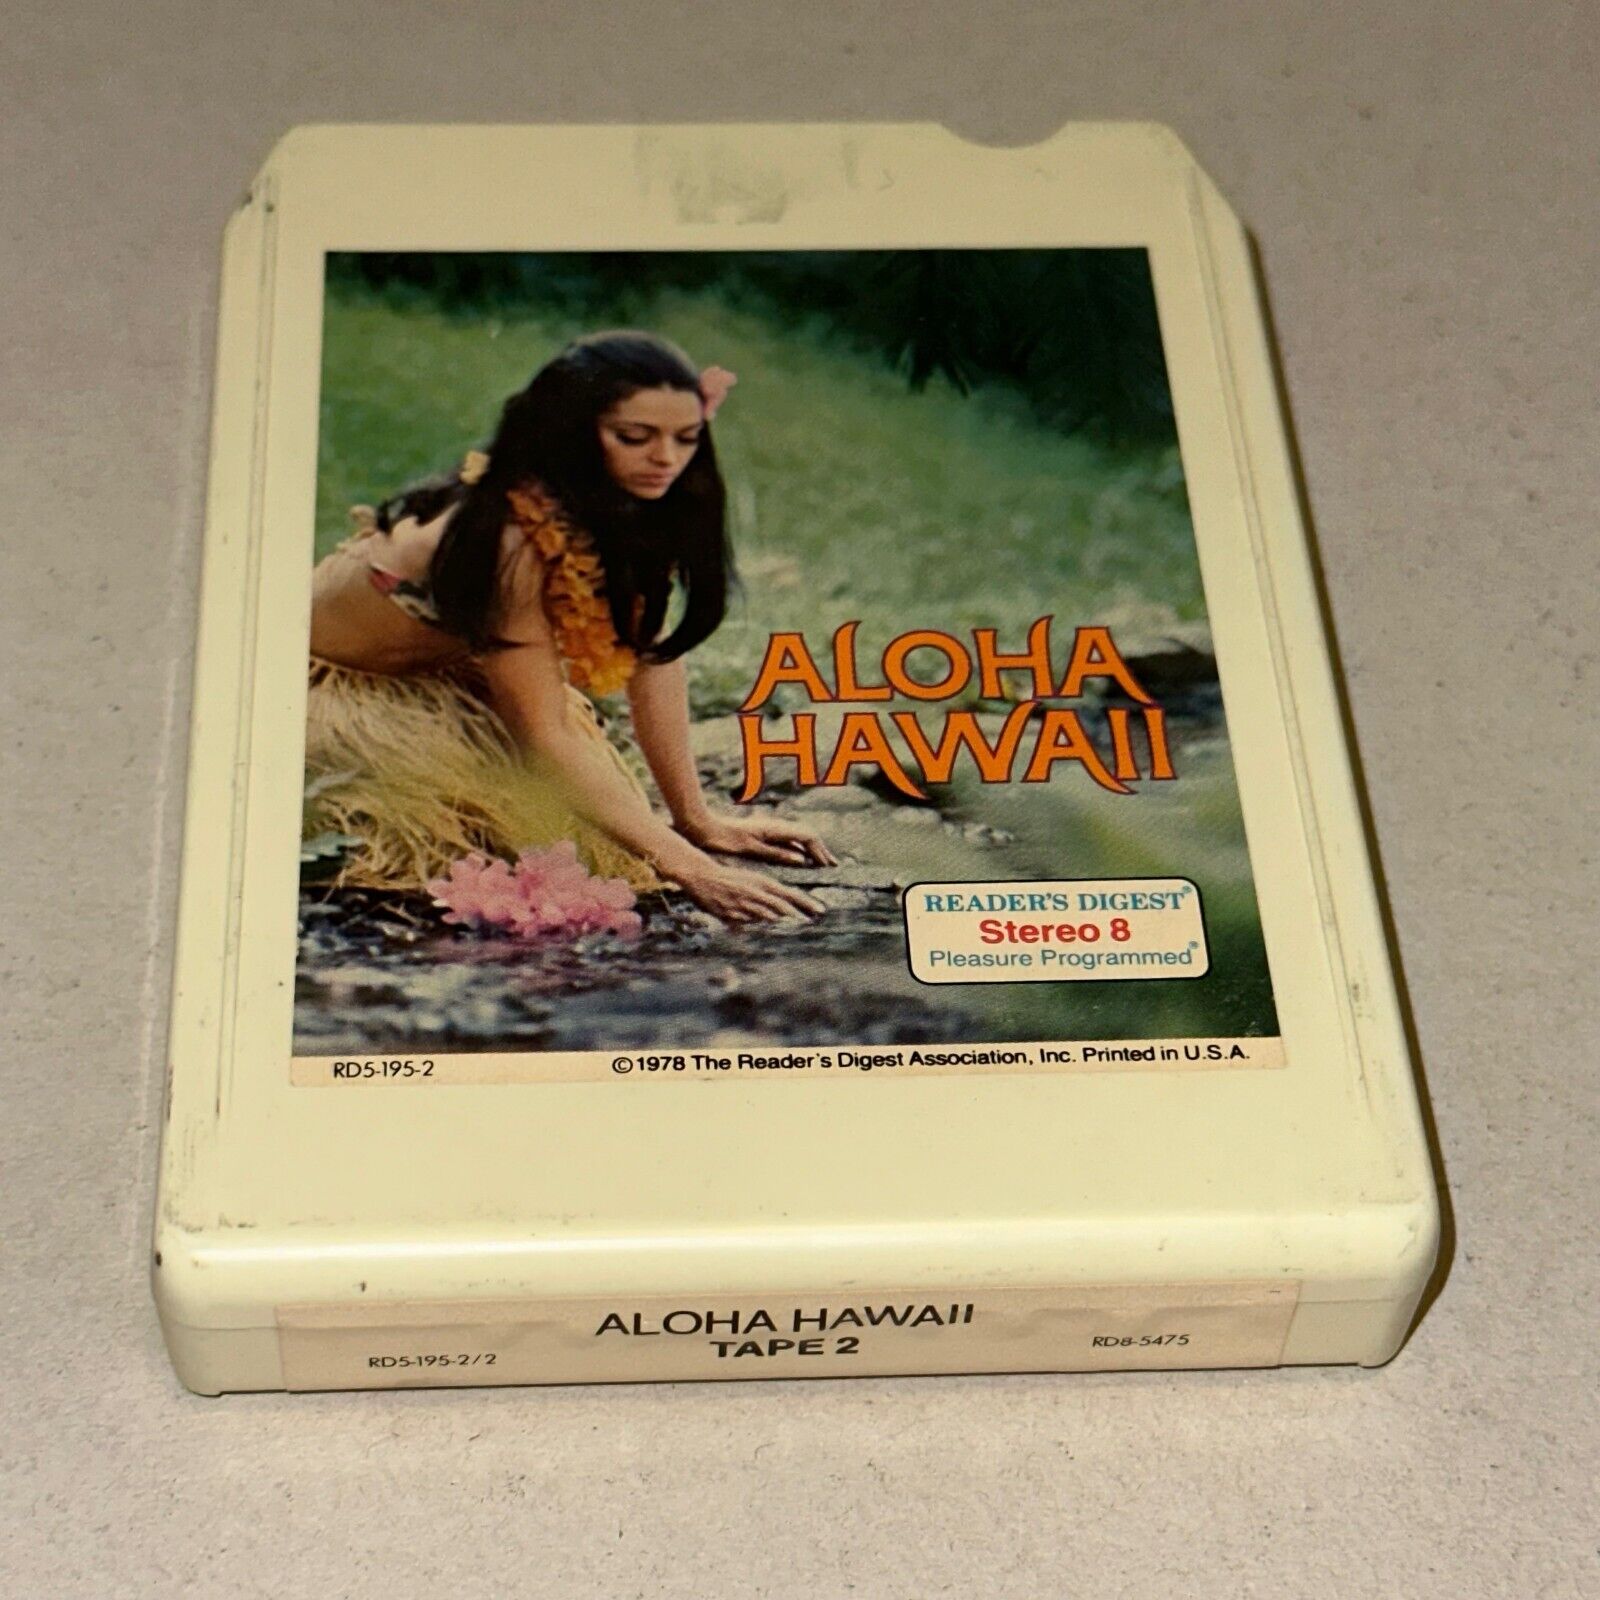 ALOHA
HAWAII
READER'S DIGEST®
Stereo 8
Pleasure Programmed®
RD5-195-2
©1978 The Reader's Digest Association, Inc. Printed in U.S.A.
ALOHA HAWAII
TAPE 2
RD5-195-2/2
RD8-5475